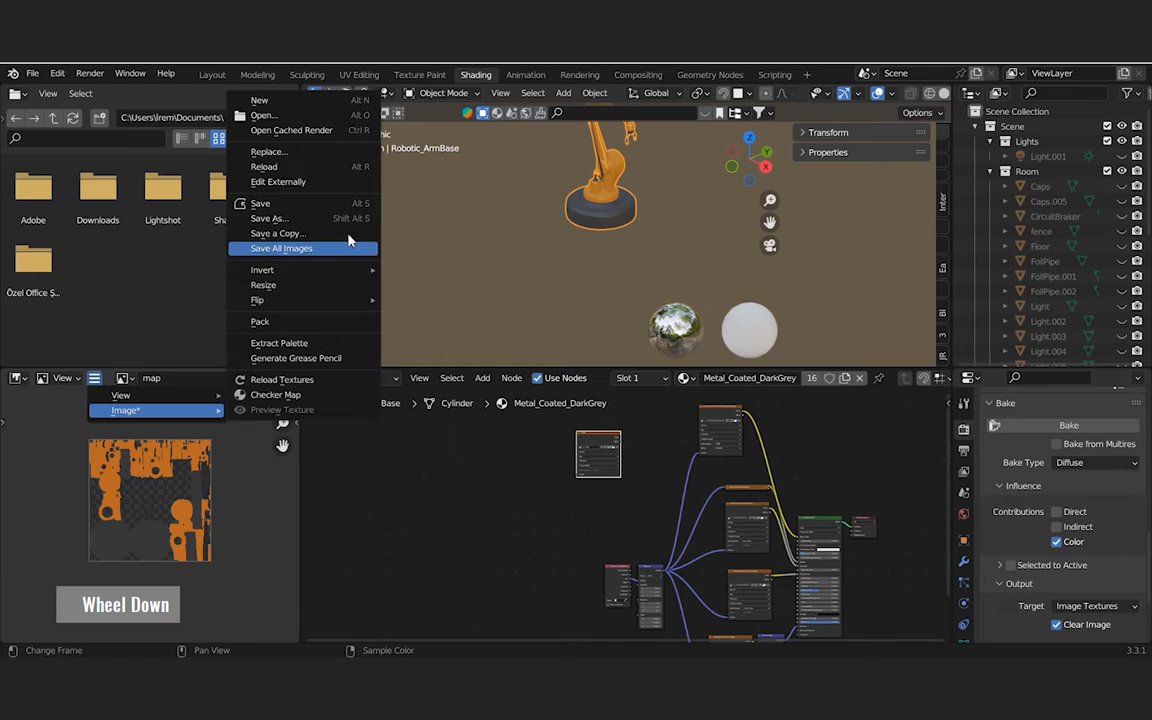 File Edit Render Window Help Layout Modeling Sculpting UV Editing Texture Paint Shading Animation Rendering Compositing Geometry Nodes Scripting Scene ViewLayer
View Select
Object Mode View Select Add Object Global
C:\Users\Irem\Documents\
Options
Adobe
Downloads
Lightshot
Özel Office Ş...
New Alt N
Open... Alt O
Open Cached Render Ctrl R
Replace...
Reload Alt R
Edit Externally
Save Alt S
Save As... Shift Alt S
Save a Copy...
Save All Images
Invert
Resize
Flip
Pack
Extract Palette
Generate Grease Pencil
Reload Textures
Checker Map
Preview Texture
| Robotic_ArmBase
Transform
Properties
X
Y
Z
Scene Collection
Scene
Lights
Light.001
Room
Caps
Caps.005
CircuitBraker
fence
Floor
FoilPipe
FoilPipe.001
FoilPipe.002
Light
Light.002
Light.003
Light.004
View map
View
Image*
View Select Add Node Use Nodes Slot 1 Metal_Coated_DarkGrey 16
Base Cylinder Metal_Coated_DarkGrey
Bake
Bake
Bake from Multires
Bake Type Diffuse
Influence
Contributions Direct
Indirect
Color
Selected to Active
Output
Target Image Textures
Clear Image
Wheel Down
Change Frame Pan View Sample Color 3.3.1